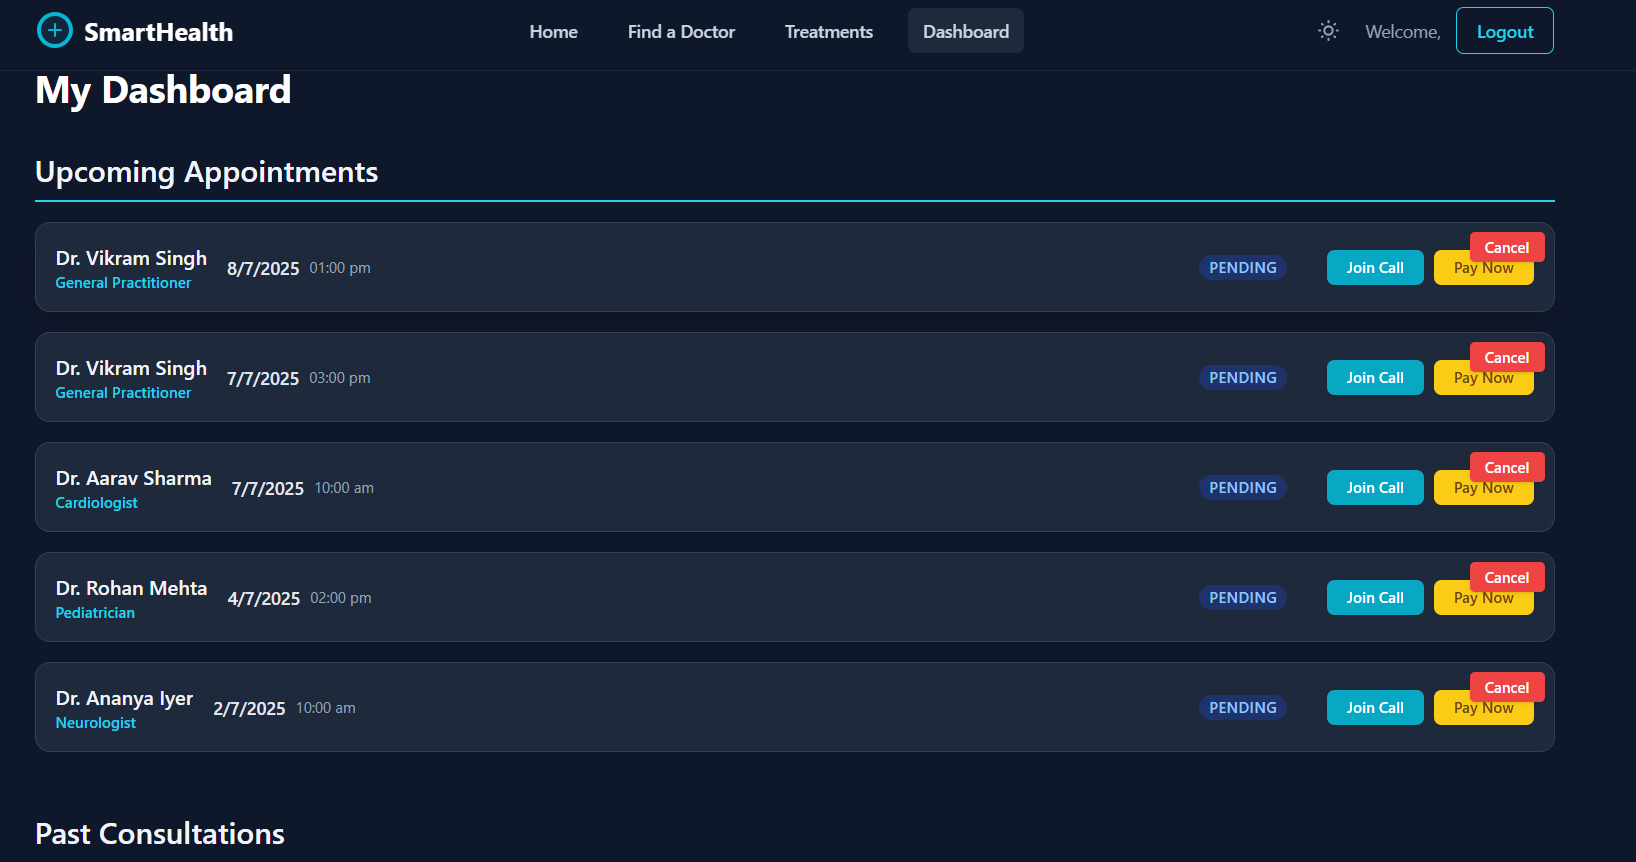 SmartHealth
Home Find a Doctor Treatments Dashboard
Welcome, Logout
My Dashboard
Upcoming Appointments
Dr. Vikram Singh
General Practitioner
8/7/2025 01:00 pm
PENDING
Join Call
Pay Now
Cancel
Dr. Vikram Singh
General Practitioner
7/7/2025 03:00 pm
PENDING
Join Call
Pay Now
Cancel
Dr. Aarav Sharma
Cardiologist
7/7/2025 10:00 am
PENDING
Join Call
Pay Now
Cancel
Dr. Rohan Mehta
Pediatrician
4/7/2025 02:00 pm
PENDING
Join Call
Pay Now
Cancel
Dr. Ananya Iyer
Neurologist
2/7/2025 10:00 am
PENDING
Join Call
Pay Now
Cancel
Past Consultations